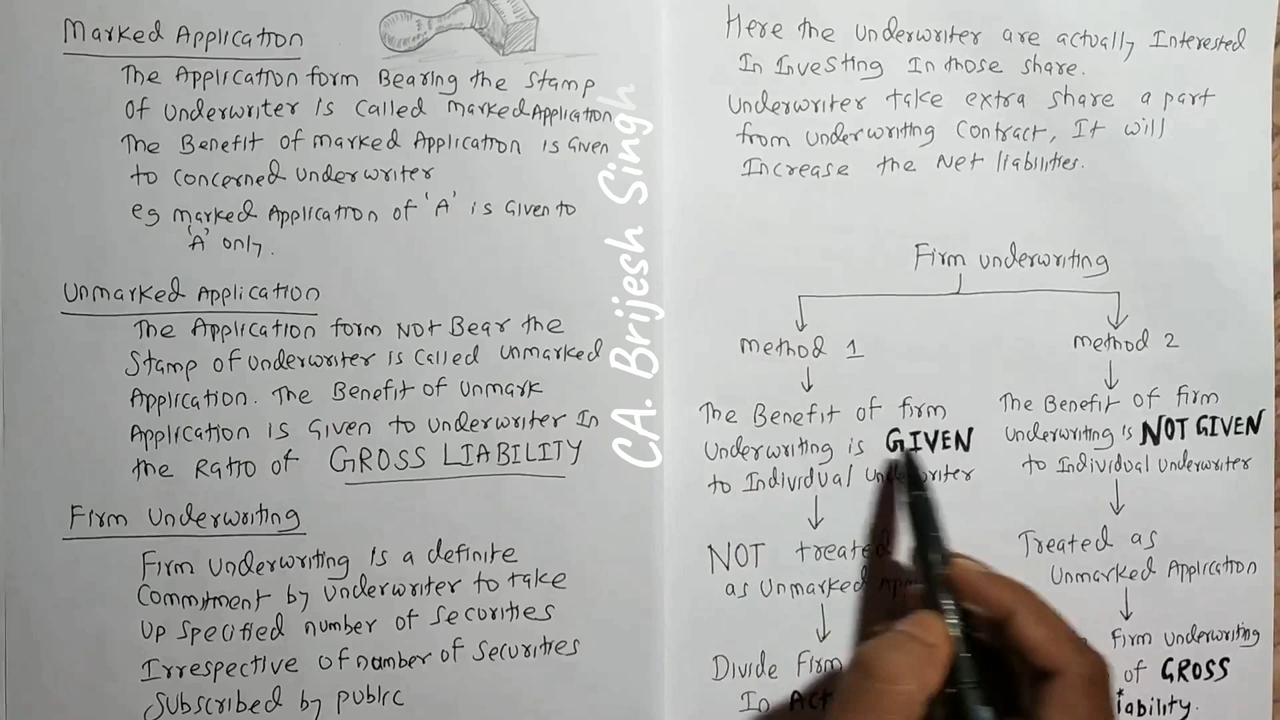 Marked Application
The Application form Bearing the Stamp
of Underwriter is Called Marked Application
The Benefit of marked Application is Given
to Concerned Underwriter
eg marked Application of 'A' is Given to
'A' only.
Unmarked Application
The Application form NOT Bear the
Stamp of Underwriter is Called Unmarked
Application. The Benefit of Unmark
Application is Given to Underwriter In
the Ratio of GROSS LIABILITY
Firm Underwriting
Firm Underwriting is a definite
Commitment by Underwriter to take
Up Specified number of Securities
Irrespective of number of Securities
Subscribed by Public
CA. Brijesh Singh
Here the Underwriter are actually Interested
In Investing In those share.
Underwriter take extra share a part
from Underwriting Contract, It will
Increase the Net liabilities.
Firm Underwriting
Method 1
The Benefit of firm
Underwriting is GIVEN
to Individual
NOT treated
as Unmarked
Divide Firm
In
Method 2
The Benefit of firm
Underwriting is NOT GIVEN
to Individual Underwriter
Treated as
Unmarked Application
Firm Underwriting
of GROSS